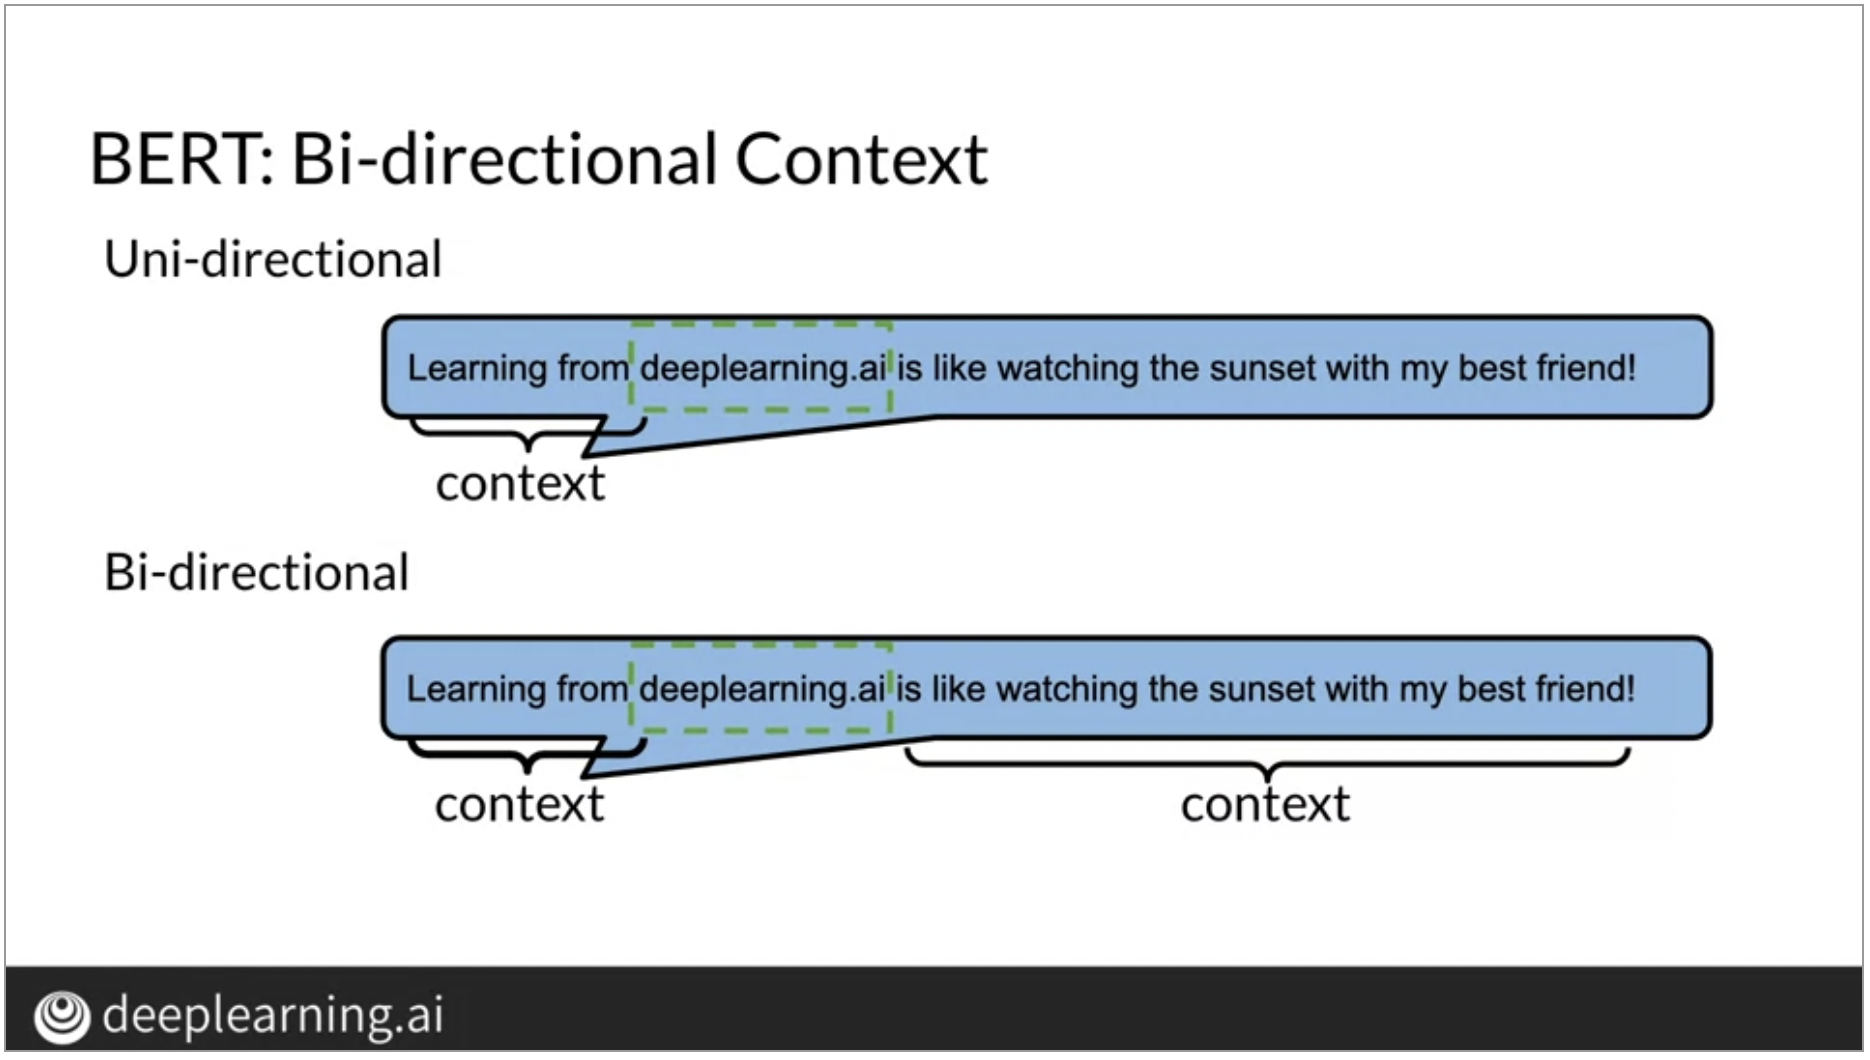 BERT: Bi-directional Context
Uni-directional
Learning from deeplearning.ai is like watching the sunset with my best friend!
context
Bi-directional
Learning from deeplearning.ai is like watching the sunset with my best friend!
context context
deeplearning.ai